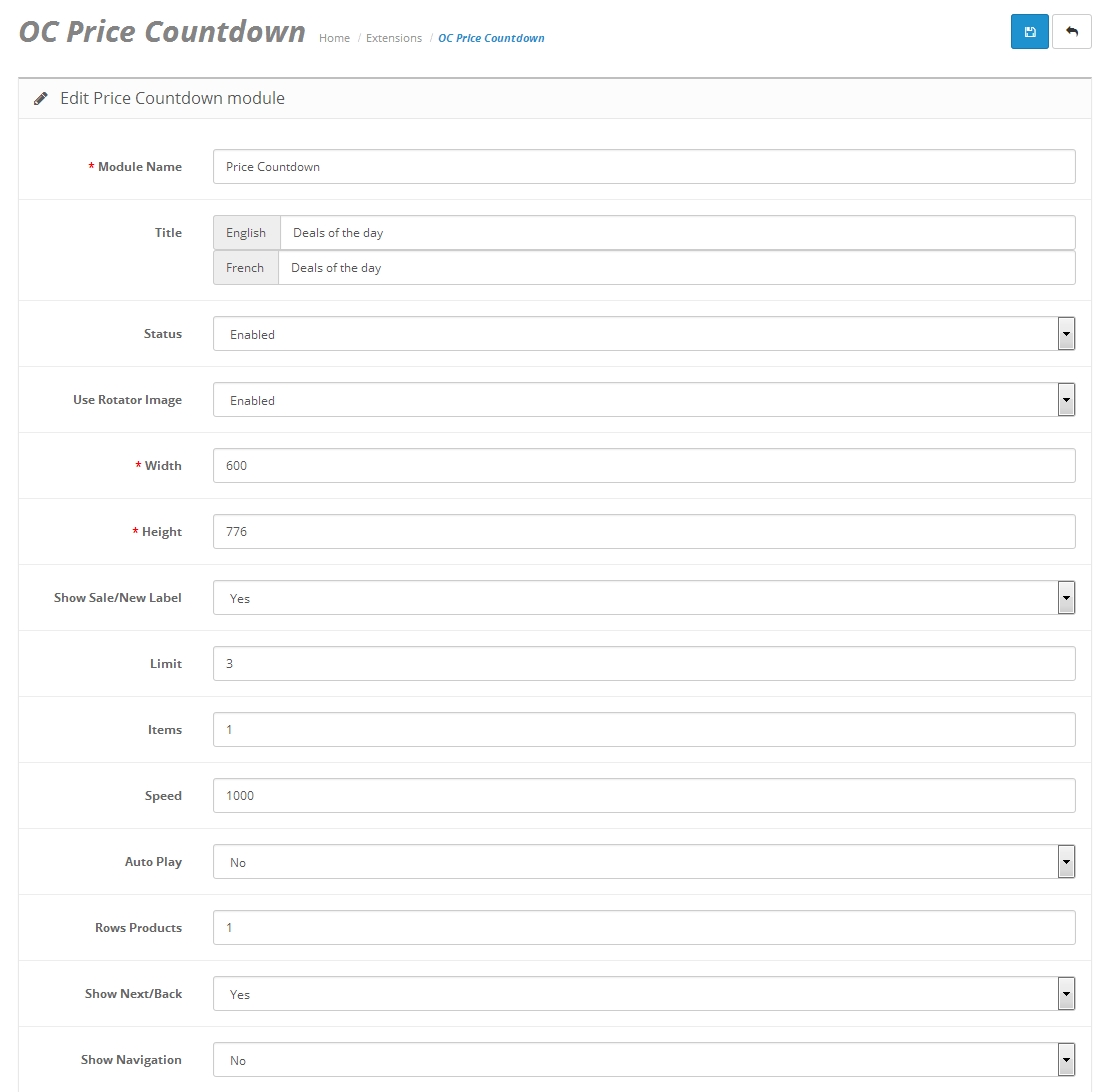 OC Price Countdown Home / Extensions / OC Price Countdown
Edit Price Countdown module
* Module Name Price Countdown
Title English Deals of the day
French Deals of the day
Status Enabled
Use Rotator Image Enabled
* Width 600
* Height 776
Show Sale/New Label Yes
Limit 3
Items 1
Speed 1000
Auto Play No
Rows Products 1
Show Next/Back Yes
Show Navigation No